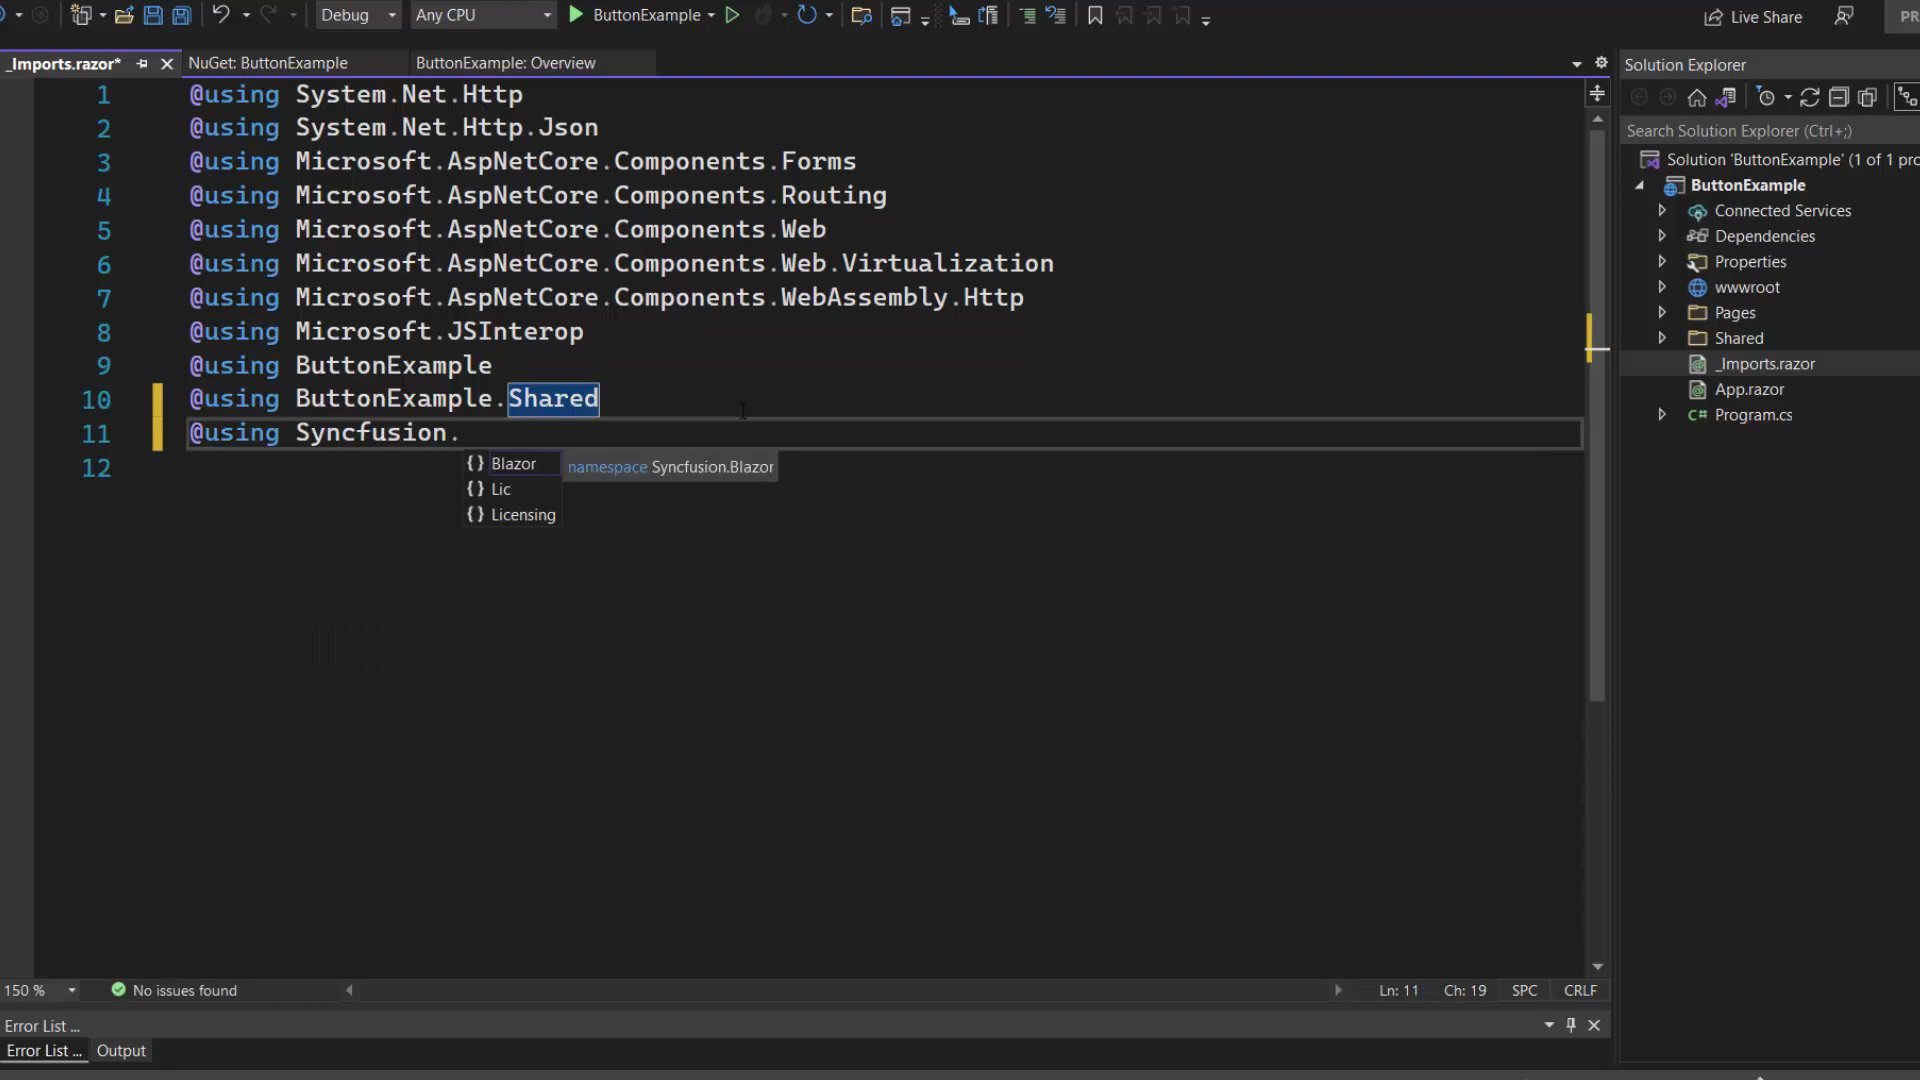 Debug Any CPU ButtonExample Live Share PR
_Imports.razor* NuGet: ButtonExample ButtonExample: Overview
1 @using System.Net.Http
2 @using System.Net.Http.Json
3 @using Microsoft.AspNetCore.Components.Forms
4 @using Microsoft.AspNetCore.Components.Routing
5 @using Microsoft.AspNetCore.Components.Web
6 @using Microsoft.AspNetCore.Components.Web.Virtualization
7 @using Microsoft.AspNetCore.Components.WebAssembly.Http
8 @using Microsoft.JSInterop
9 @using ButtonExample
10 @using ButtonExample.Shared
11 @using Syncfusion.
12
{} Blazor namespace Syncfusion.Blazor
{} Lic
{} Licensing
Solution Explorer
Search Solution Explorer (Ctrl+;)
Solution 'ButtonExample' (1 of 1 pro
ButtonExample
Connected Services
Dependencies
Properties
wwwroot
Pages
Shared
_Imports.razor
App.razor
C# Program.cs
150 % No issues found Ln: 11 Ch: 19 SPC CRLF
Error List ...
Error List ... Output